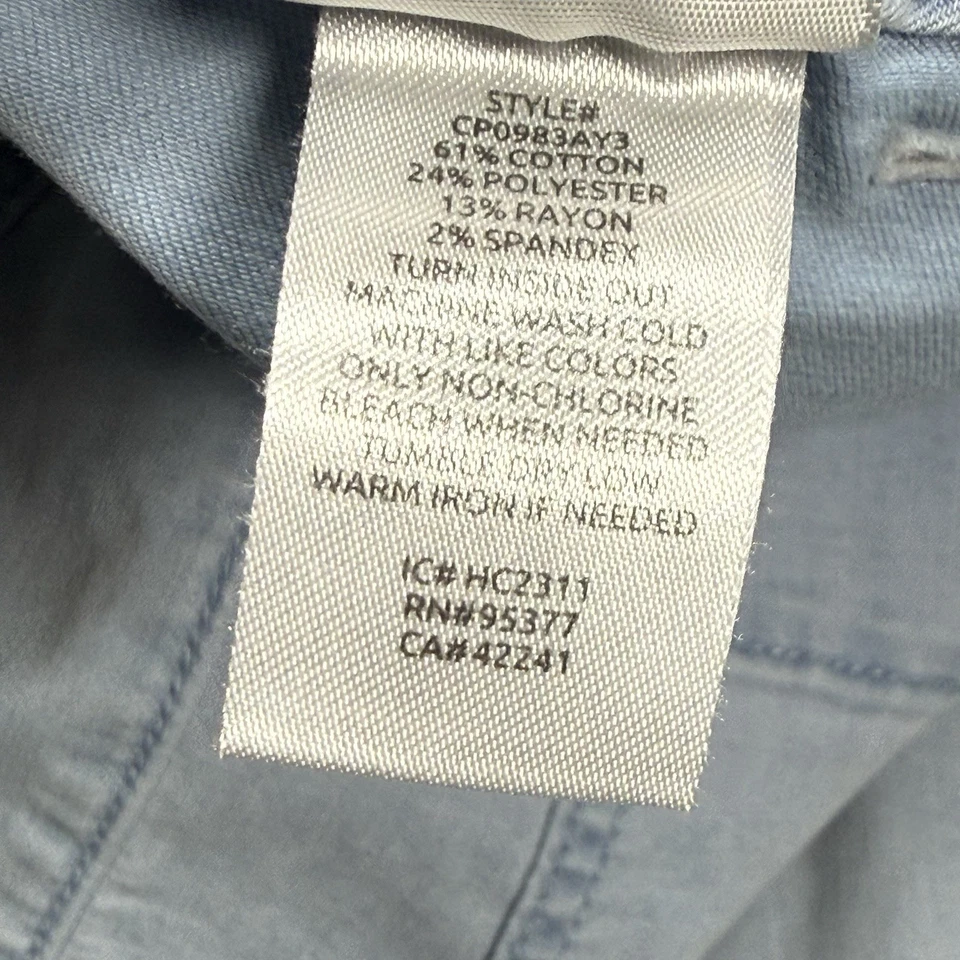 STYLE#
CP0983AY3
61% COTTON
24% POLYESTER
13% RAYON
2% SPANDEX
TURN INSIDE OUT
MACHINE WASH COLD
WITH LIKE COLORS
ONLY NON-CHLORINE
BLEACH WHEN NEEDED
TUMBLE DRY LOW
WARM IRON IF NEEDED
IC# HC2311
RN#95377
CA#42241